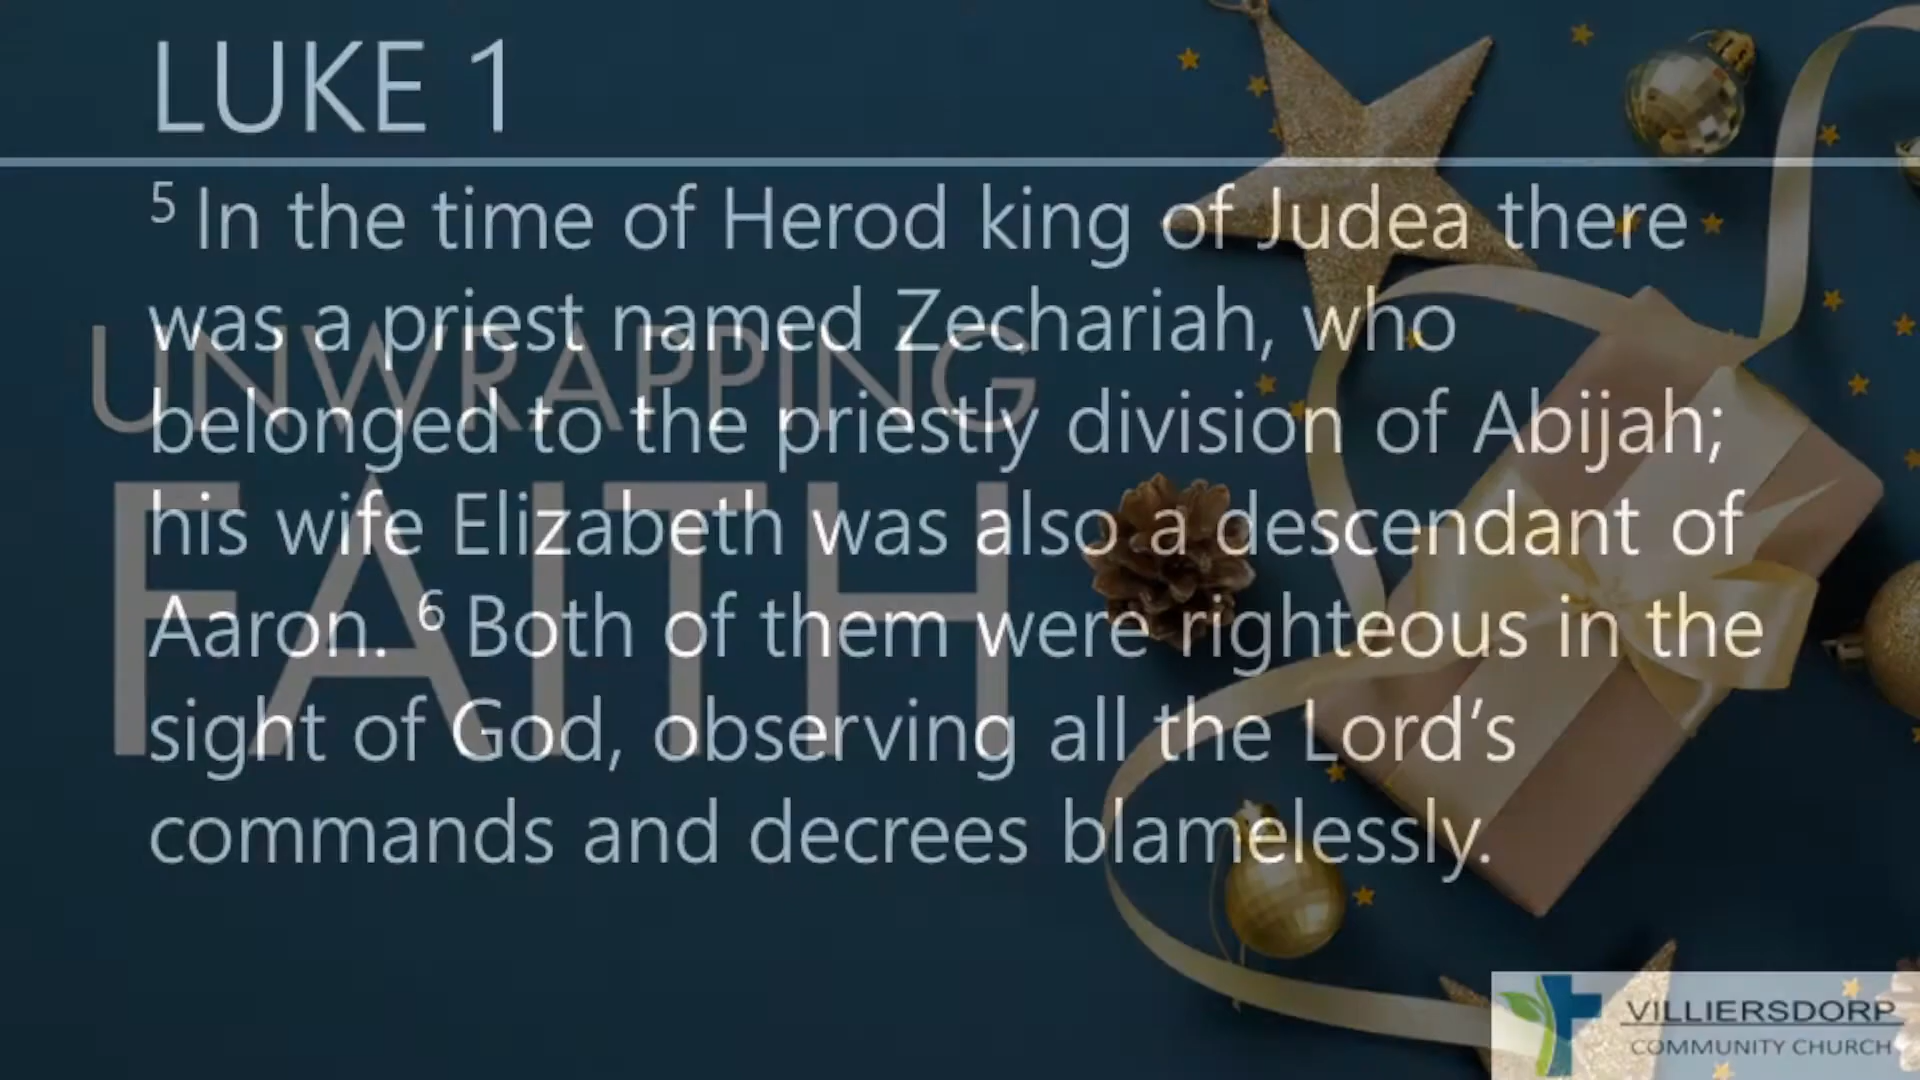 LUKE 1
⁵ In the time of Herod king of Judea there
was a priest named Zechariah, who
belonged to the priestly division of Abijah;
his wife Elizabeth was also a descendant of
Aaron. ⁶ Both of them were righteous in the
sight of God, observing all the Lord’s
commands and decrees blamelessly.
UNWRAPPING
FAITH
VILLIERSDORP
COMMUNITY CHURCH